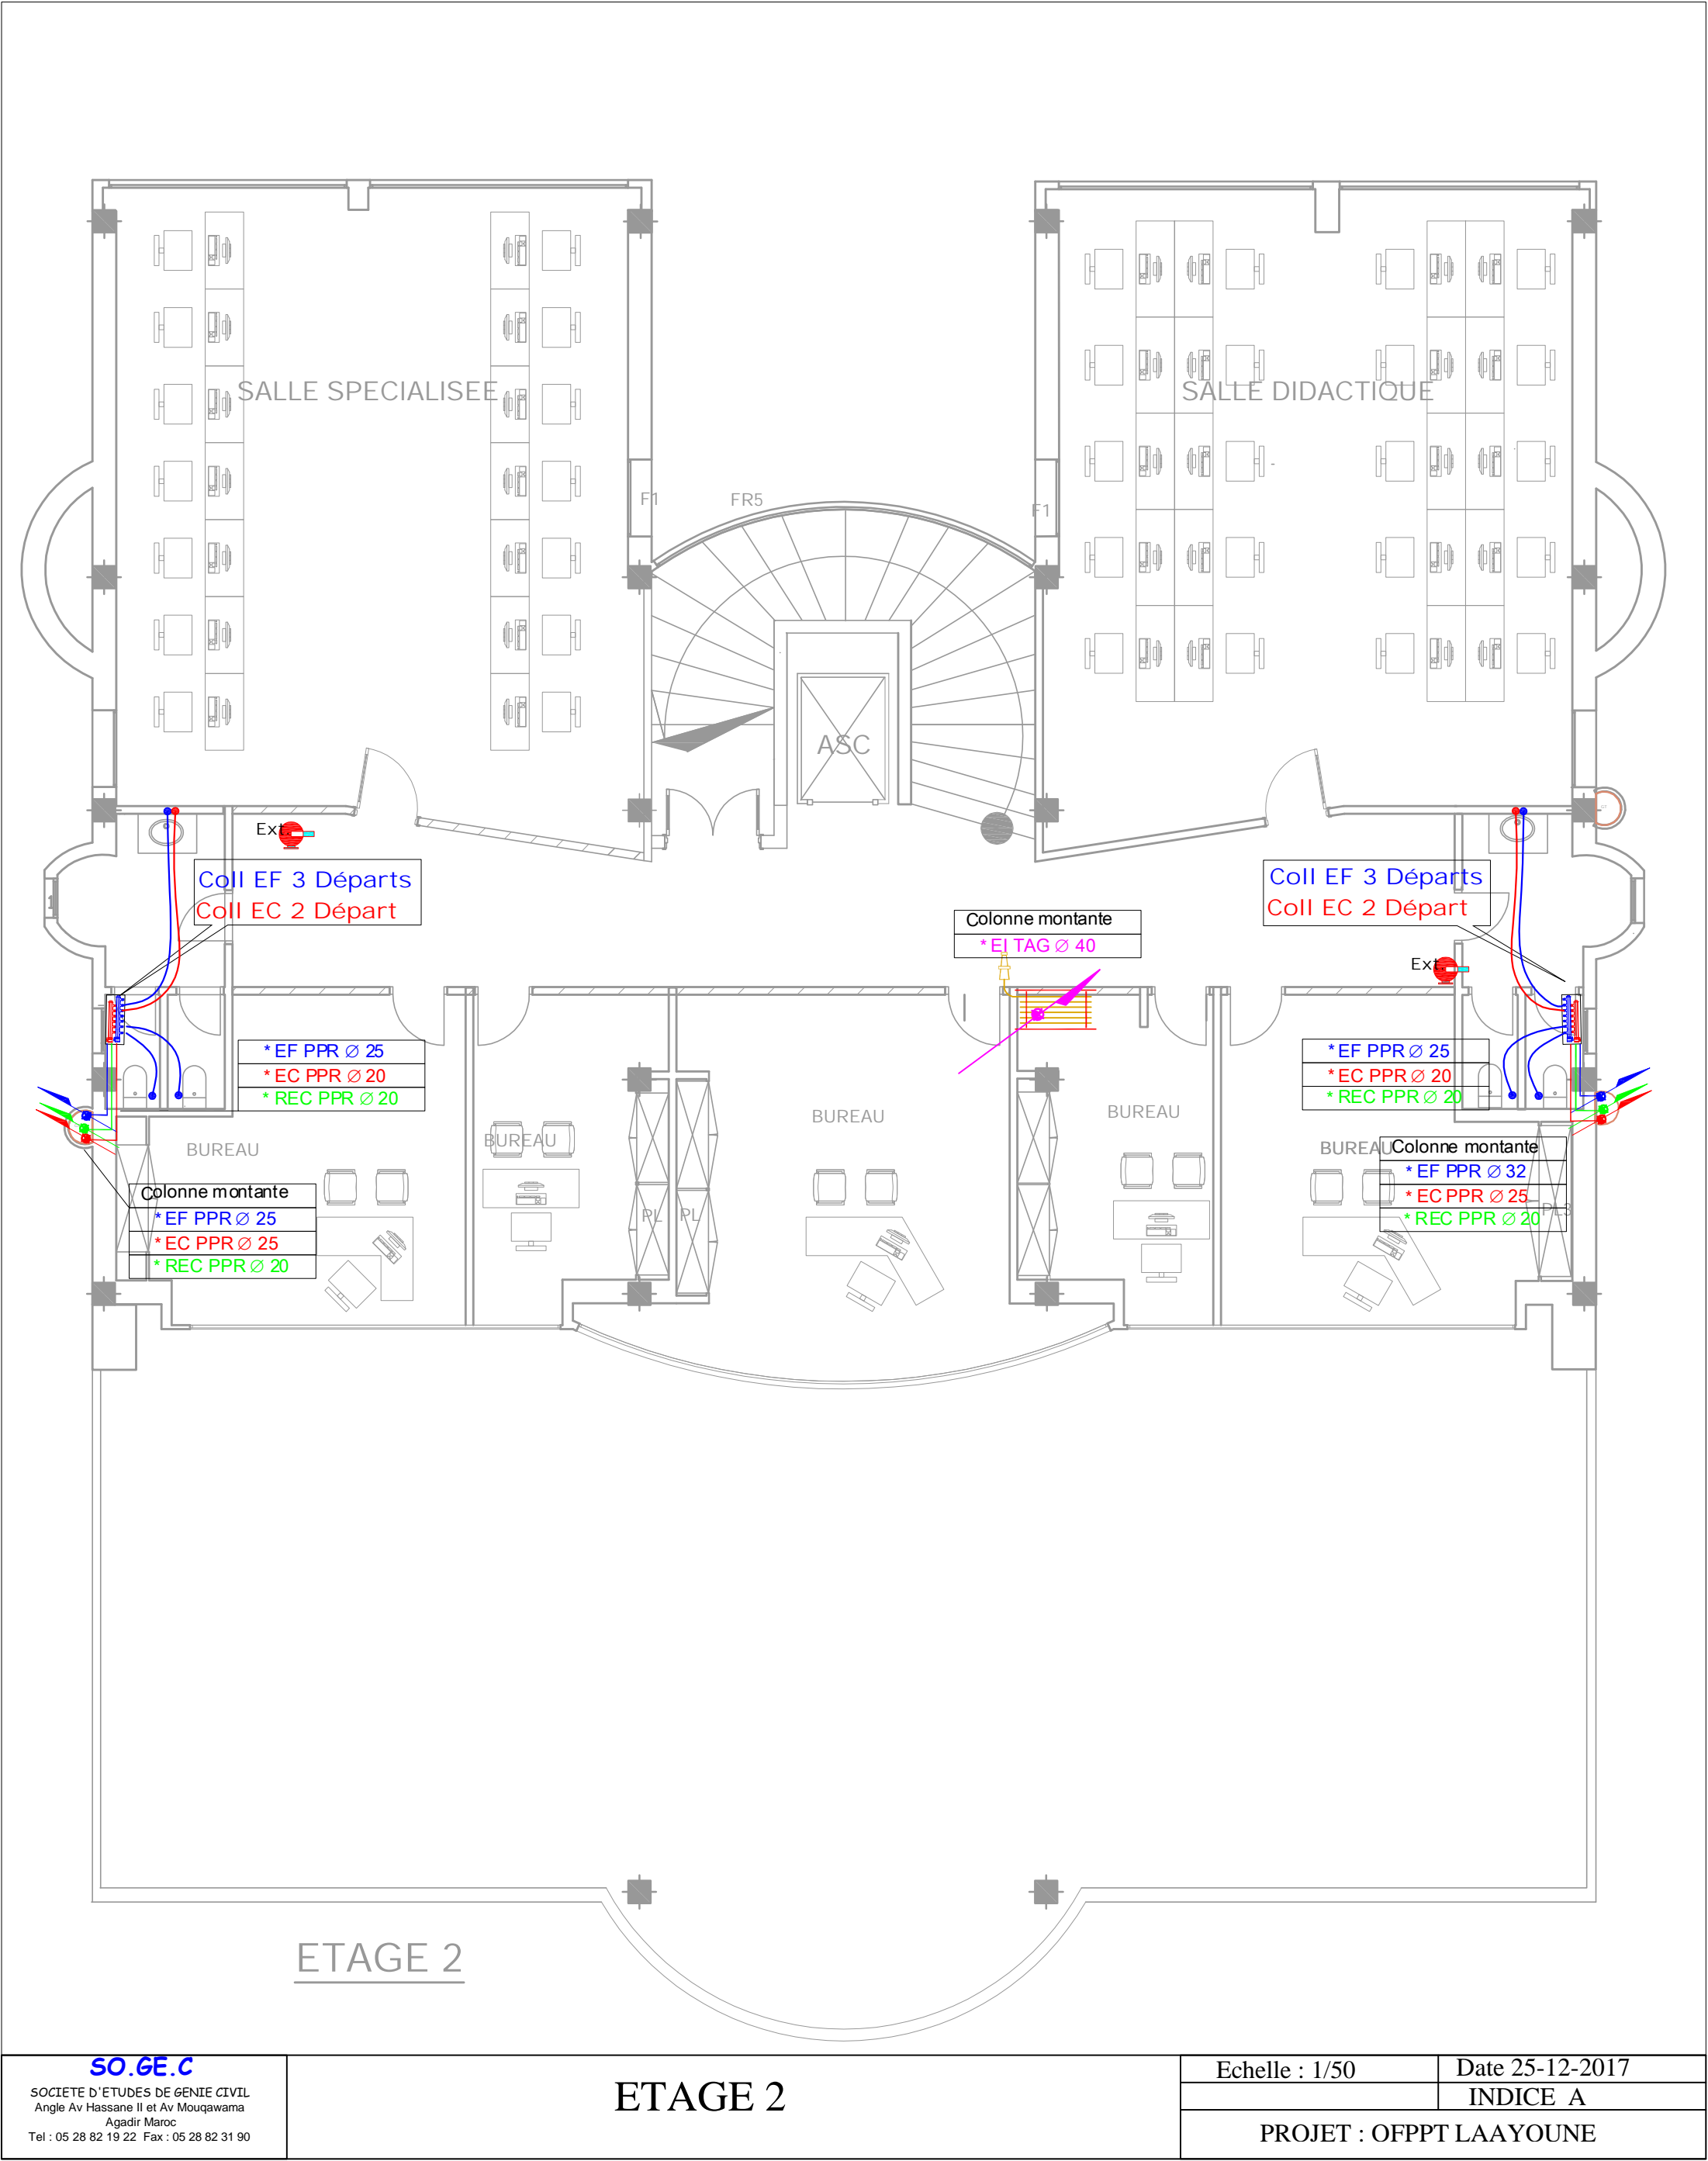 SALLE SPECIALISEE
SALLE DIDACTIQUE
F1
FR5
F1
ASC
Ext.
Coll EF 3 Départs
Coll EC 2 Départ
Coll EF 3 Départs
Coll EC 2 Départ
1
Colonne montante
* EI TAG ∅ 40
Ext.
* EF PPR ∅ 25
* EC PPR ∅ 20
* REC PPR ∅ 20
* EF PPR ∅ 25
* EC PPR ∅ 20
* REC PPR ∅ 20
BUREAU
BUREAU
BUREAU
BUREAU
BUREAU
Colonne montante
* EF PPR ∅ 32
* EC PPR ∅ 25
* REC PPR ∅ 20
Colonne montante
* EF PPR ∅ 25
* EC PPR ∅ 25
* REC PPR ∅ 20
PL
PL
PL3
ETAGE 2
SO.GE.C
SOCIETE D'ETUDES DE GENIE CIVIL
Angle Av Hassane II et Av Mouqawama
Agadir Maroc
Tel : 05 28 82 19 22 Fax : 05 28 82 31 90
ETAGE 2
Echelle : 1/50
Date 25-12-2017
INDICE A
PROJET : OFPPT LAAYOUNE